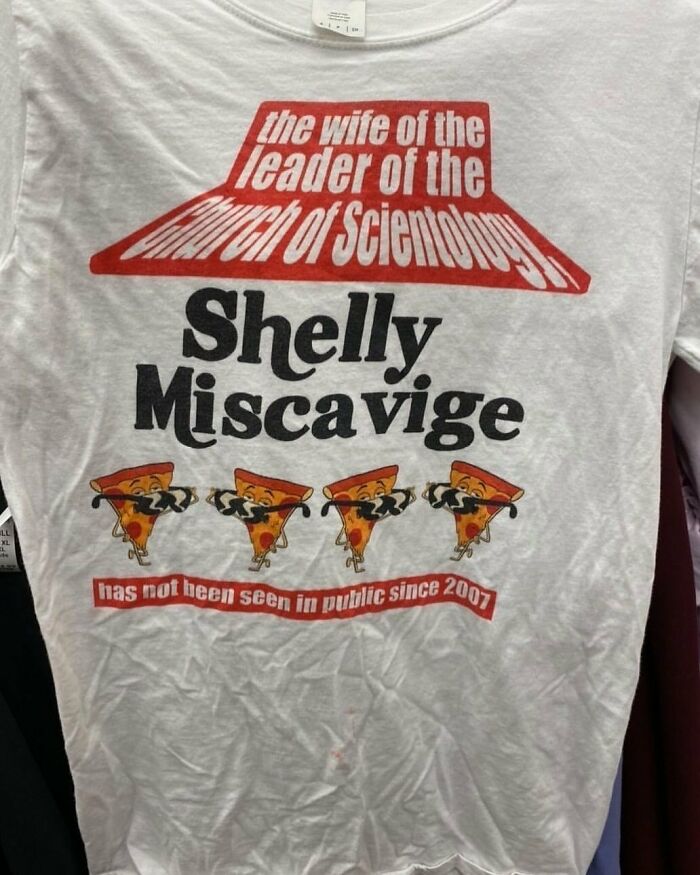 the wife of the
leader of the
Church of Scientology,
Shelly
Miscavige
has not been seen in public since 2007